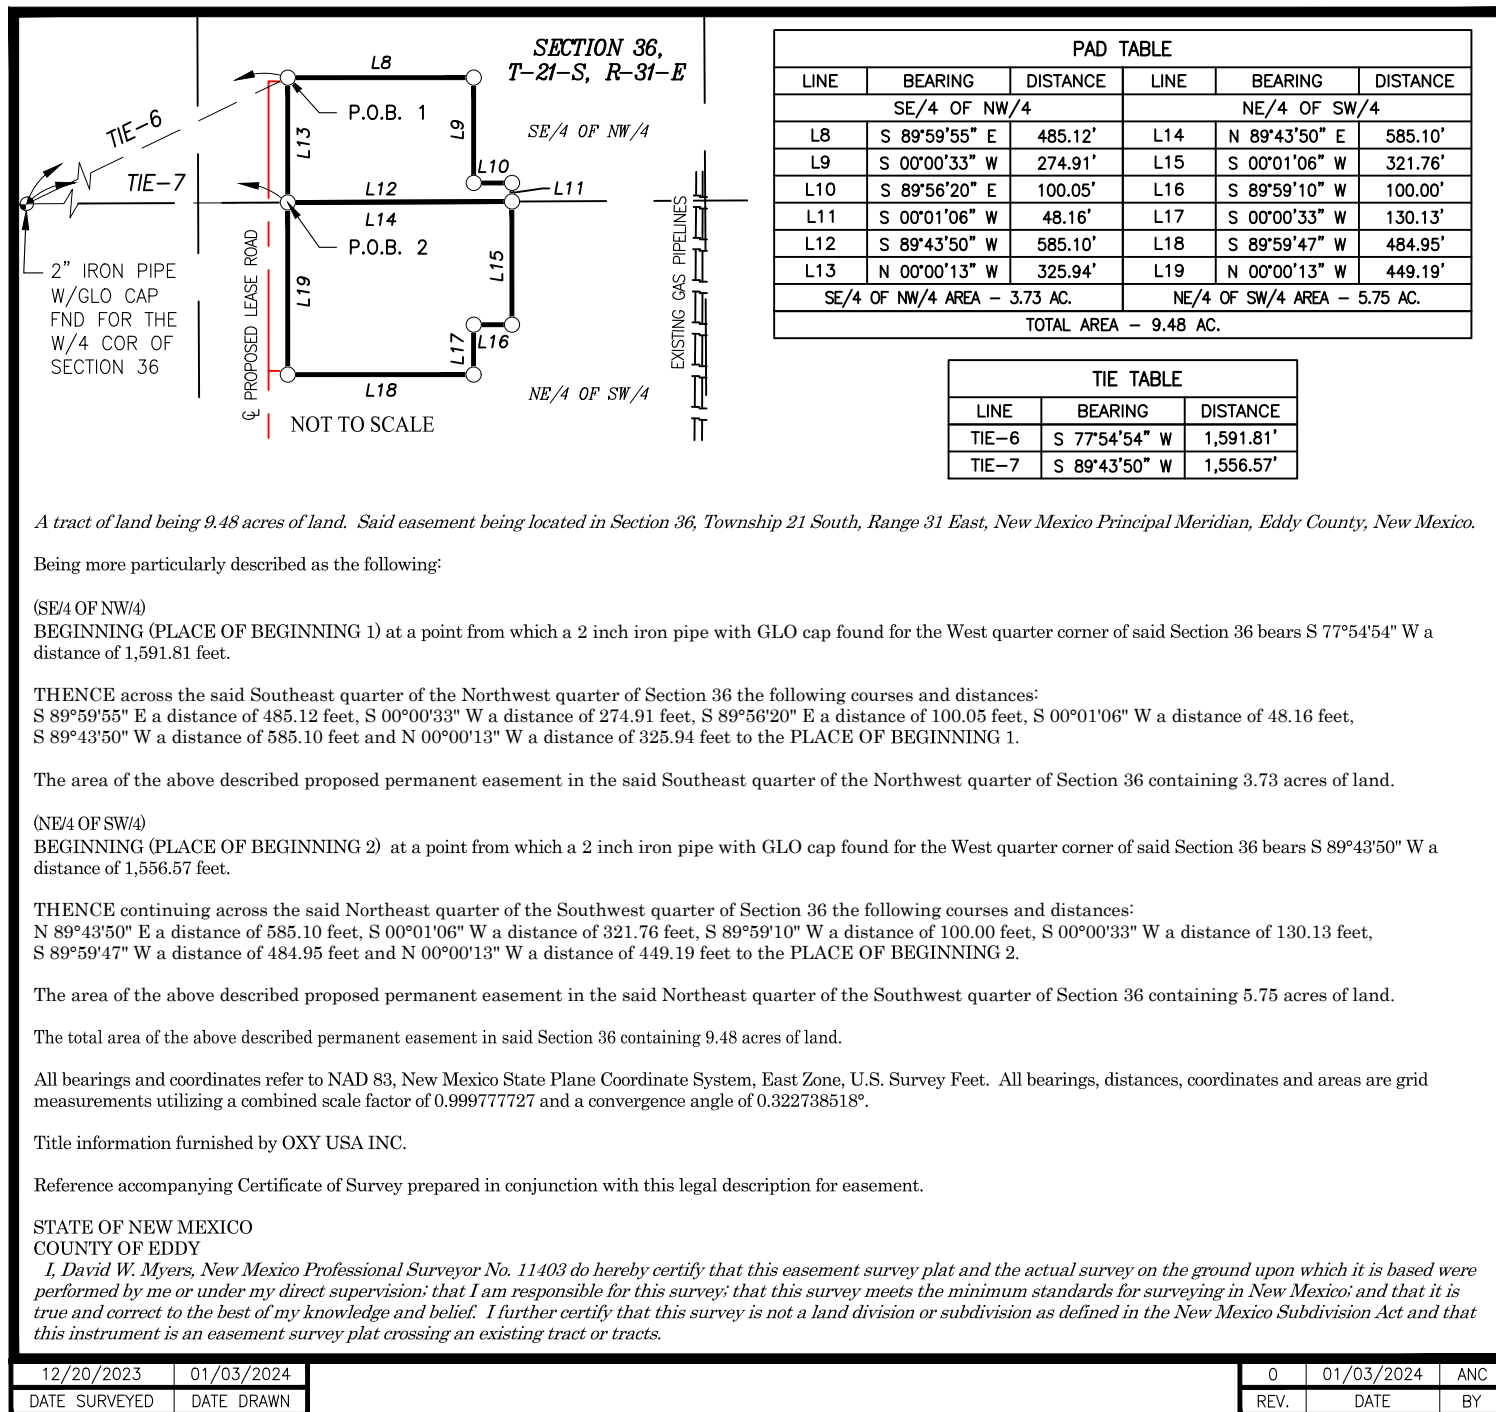 SECTION 36,
T-21-S, R-31-E
L8
P.O.B. 1
TIE-6
L13
L9
SE/4 OF NW/4
L10
TIE-7
L12
L11
L14
P.O.B. 2
2" IRON PIPE
W/GLO CAP
FND FOR THE
W/4 COR OF
SECTION 36
L19
L15
L17
L16
L18
℄ PROPOSED LEASE ROAD
EXISTING GAS PIPELINES
NE/4 OF SW/4
NOT TO SCALE
PAD TABLE
LINE BEARING DISTANCE LINE BEARING DISTANCE
SE/4 OF NW/4 NE/4 OF SW/4
L8 S 89°59'55" E 485.12' L14 N 89°43'50" E 585.10'
L9 S 00°00'33" W 274.91' L15 S 00°01'06" W 321.76'
L10 S 89°56'20" E 100.05' L16 S 89°59'10" W 100.00'
L11 S 00°01'06" W 48.16' L17 S 00°00'33" W 130.13'
L12 S 89°43'50" W 585.10' L18 S 89°59'47" W 484.95'
L13 N 00°00'13" W 325.94' L19 N 00°00'13" W 449.19'
SE/4 OF NW/4 AREA - 3.73 AC. NE/4 OF SW/4 AREA - 5.75 AC.
TOTAL AREA - 9.48 AC.
TIE TABLE
LINE BEARING DISTANCE
TIE-6 S 77°54'54" W 1,591.81'
TIE-7 S 89°43'50" W 1,556.57'
A tract of land being 9.48 acres of land. Said easement being located in Section 36, Township 21 South, Range 31 East, New Mexico Principal Meridian, Eddy County, New Mexico.
Being more particularly described as the following:
(SE/4 OF NW/4)
BEGINNING (PLACE OF BEGINNING 1) at a point from which a 2 inch iron pipe with GLO cap found for the West quarter corner of said Section 36 bears S 77°54'54" W a
distance of 1,591.81 feet.
THENCE across the said Southeast quarter of the Northwest quarter of Section 36 the following courses and distances:
S 89°59'55" E a distance of 485.12 feet, S 00°00'33" W a distance of 274.91 feet, S 89°56'20" E a distance of 100.05 feet, S 00°01'06" W a distance of 48.16 feet,
S 89°43'50" W a distance of 585.10 feet and N 00°00'13" W a distance of 325.94 feet to the PLACE OF BEGINNING 1.
The area of the above described proposed permanent easement in the said Southeast quarter of the Northwest quarter of Section 36 containing 3.73 acres of land.
(NE/4 OF SW/4)
BEGINNING (PLACE OF BEGINNING 2) at a point from which a 2 inch iron pipe with GLO cap found for the West quarter corner of said Section 36 bears S 89°43'50" W a
distance of 1,556.57 feet.
THENCE continuing across the said Northeast quarter of the Southwest quarter of Section 36 the following courses and distances:
N 89°43'50" E a distance of 585.10 feet, S 00°01'06" W a distance of 321.76 feet, S 89°59'10" W a distance of 100.00 feet, S 00°00'33" W a distance of 130.13 feet,
S 89°59'47" W a distance of 484.95 feet and N 00°00'13" W a distance of 449.19 feet to the PLACE OF BEGINNING 2.
The area of the above described proposed permanent easement in the said Northeast quarter of the Southwest quarter of Section 36 containing 5.75 acres of land.
The total area of the above described permanent easement in said Section 36 containing 9.48 acres of land.
All bearings and coordinates refer to NAD 83, New Mexico State Plane Coordinate System, East Zone, U.S. Survey Feet. All bearings, distances, coordinates and areas are grid
measurements utilizing a combined scale factor of 0.999777727 and a convergence angle of 0.322738518°.
Title information furnished by OXY USA INC.
Reference accompanying Certificate of Survey prepared in conjunction with this legal description for easement.
STATE OF NEW MEXICO
COUNTY OF EDDY
I, David W. Myers, New Mexico Professional Surveyor No. 11403 do hereby certify that this easement survey plat and the actual survey on the ground upon which it is based were
performed by me or under my direct supervision; that I am responsible for this survey; that this survey meets the minimum standards for surveying in New Mexico; and that it is
true and correct to the best of my knowledge and belief. I further certify that this survey is not a land division or subdivision as defined in the New Mexico Subdivision Act and that
this instrument is an easement survey plat crossing an existing tract or tracts.
12/20/2023 01/03/2024
DATE SURVEYED DATE DRAWN
0 01/03/2024 ANC
REV. DATE BY